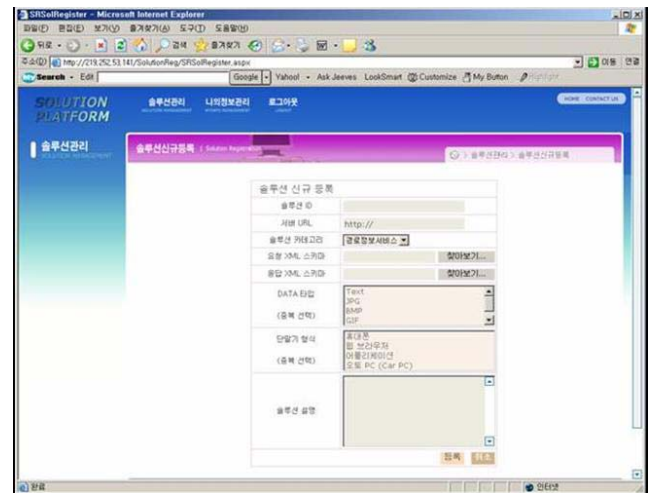 SRSolRegister - Microsoft Internet Explorer
파일(F) 편집(E) 보기(V) 즐겨찾기(A) 도구(T) 도움말(H)
뒤로 검색 즐겨찾기
주소(D) http://219.252.53.141/SolutionReg/SRSolRegister.aspx 이동 연결
Search Edit Google Yahoo! Ask Jeeves LookSmart Customize My Button Highlight
SOLUTION
PLATFORM
솔루션관리 나의정보관리 로그아웃
HOME CONTACT US
솔루션관리
SOLUTION MANAGEMENT
솔루션신규등록 | Solution Registration
> 솔루션관리 > 솔루션신규등록
솔루션 신규 등록
솔루션 ID
서버 URL http://
솔루션 카테고리 경로정보서비스
요청 XML 스키마 찾아보기...
응답 XML 스키마 찾아보기...
DATA 타입
(중복 선택)
Text
JPG
BMP
GIF
단말기 형식
(중복 선택)
휴대폰
웹 브라우저
어플리케이션
오토 PC (Car PC)
솔루션 설명
등록 취소
완료 인터넷